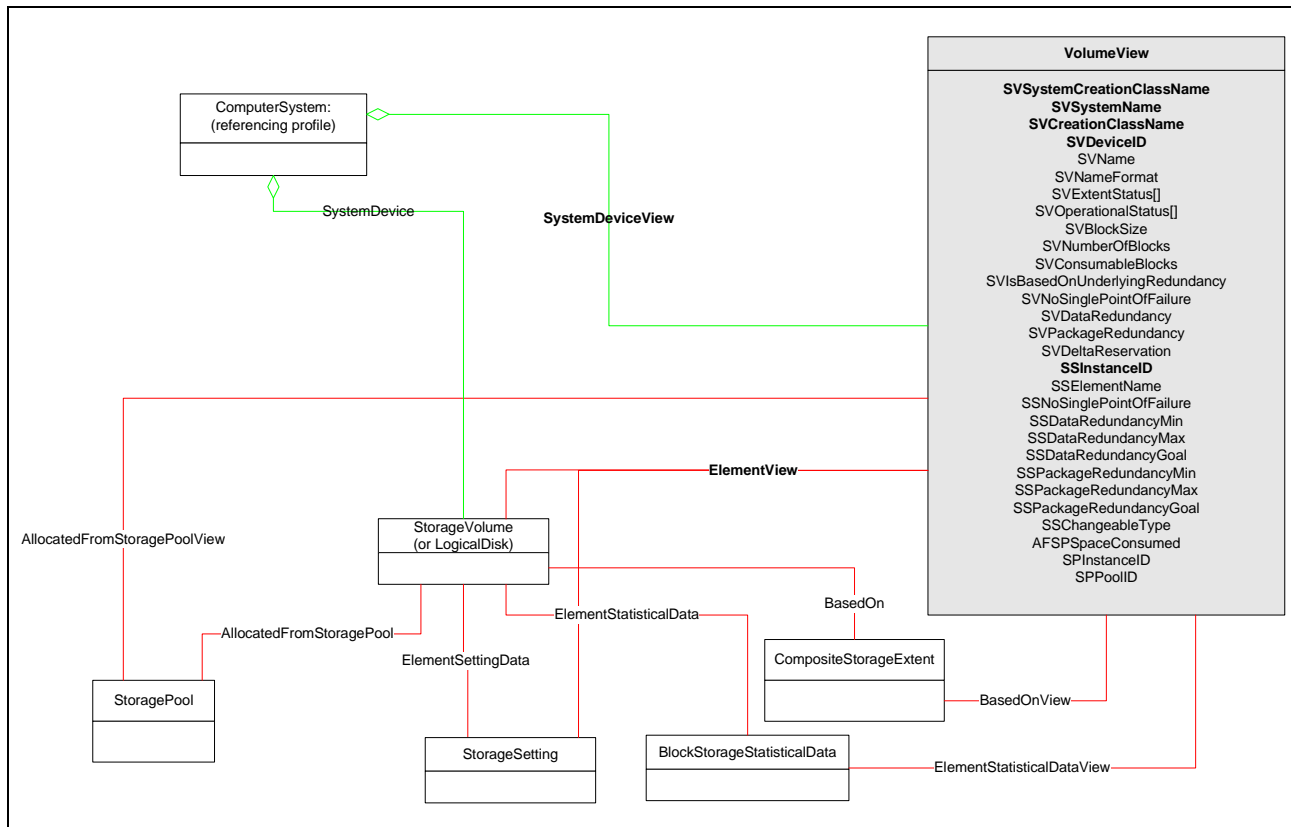 VolumeView
SVSystemCreationClassName
SVSystemName
SVCreationClassName
SVDeviceID
SVName
SVNameFormat
SVExtentStatus[]
SVOperationalStatus[]
SVBlockSize
SVNumberOfBlocks
SVConsumableBlocks
SVIsBasedOnUnderlyingRedundancy
SVNoSinglePointOfFailure
SVDataRedundancy
SVPackageRedundancy
SVDeltaReservation
SSInstanceID
SSElementName
SSNoSinglePointOfFailure
SSDataRedundancyMin
SSDataRedundancyMax
SSDataRedundancyGoal
SSPackageRedundancyMin
SSPackageRedundancyMax
SSPackageRedundancyGoal
SSChangeableType
AFSPSpaceConsumed
SPInstanceID
SPPoolID
ComputerSystem:
(referencing profile)
SystemDevice
SystemDeviceView
ElementView
StorageVolume
(or LogicalDisk)
AllocatedFromStoragePoolView
AllocatedFromStoragePool
ElementSettingData
ElementStatisticalData
BasedOn
CompositeStorageExtent
BasedOnView
StoragePool
StorageSetting
BlockStorageStatisticalData
ElementStatisticalDataView